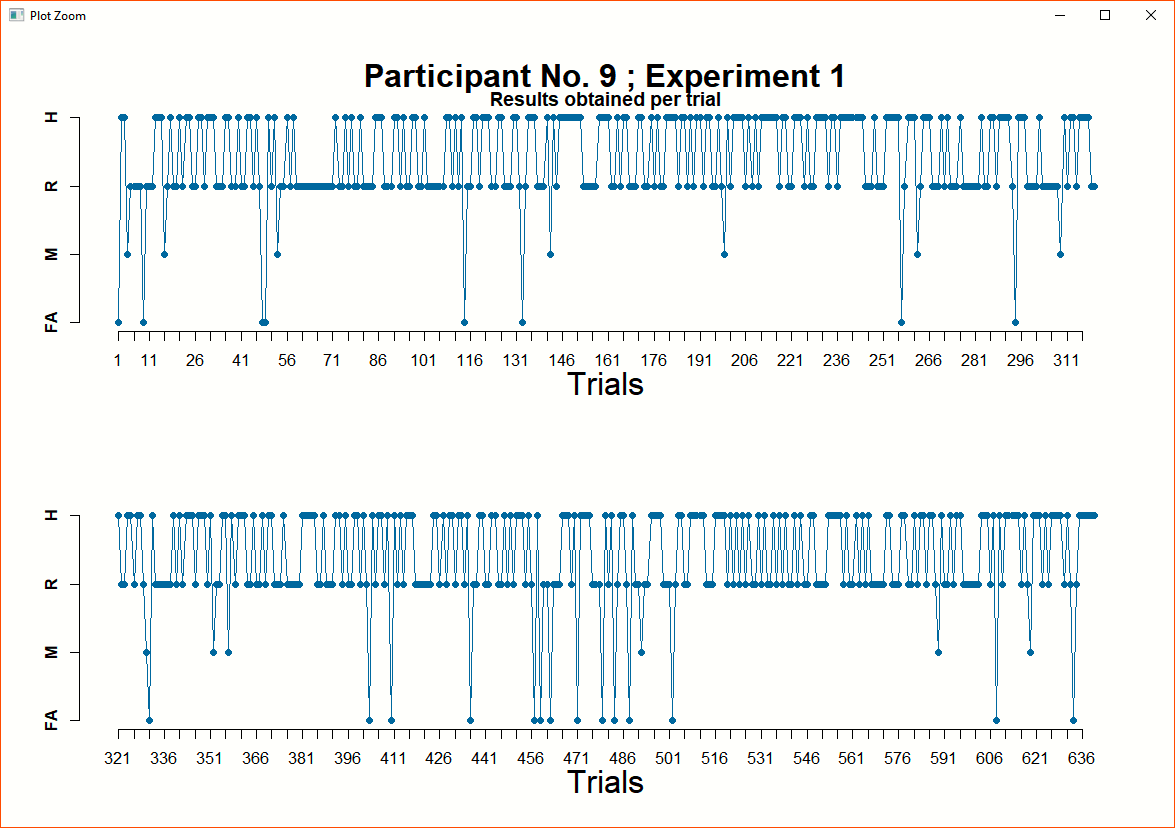 Plot Zoom
Participant No. 9 ; Experiment 1
Results obtained per trial
H
R
M
FA
1 11 26 41 56 71 86 101 116 131 146 161 176 191 206 221 236 251 266 281 296 311
Trials
H
R
M
FA
321 336 351 366 381 396 411 426 441 456 471 486 501 516 531 546 561 576 591 606 621 636
Trials